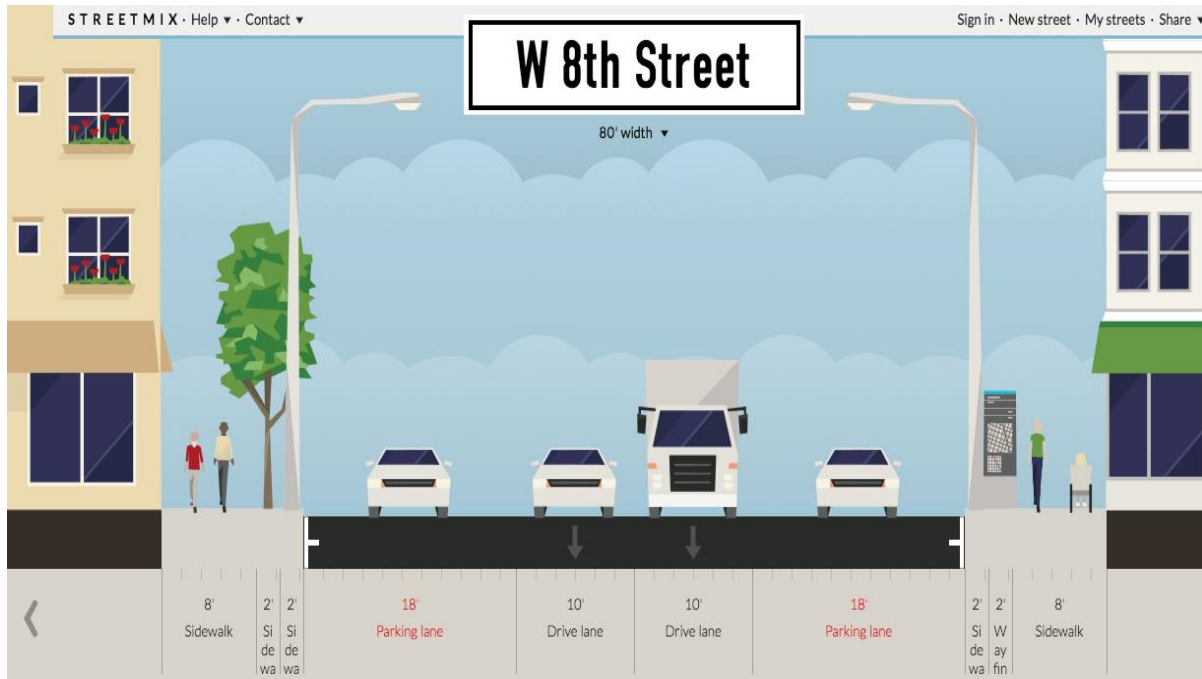 STREETMIX · Help ▾ · Contact ▾
Sign in · New street · My streets · Share ▾
W 8th Street
80' width ▾
8'
Sidewalk
2'
Si
de
wa
2'
Si
de
wa
18'
Parking lane
10'
Drive lane
10'
Drive lane
18'
Parking lane
2'
Si
de
wa
2'
W
ay
fin
8'
Sidewalk